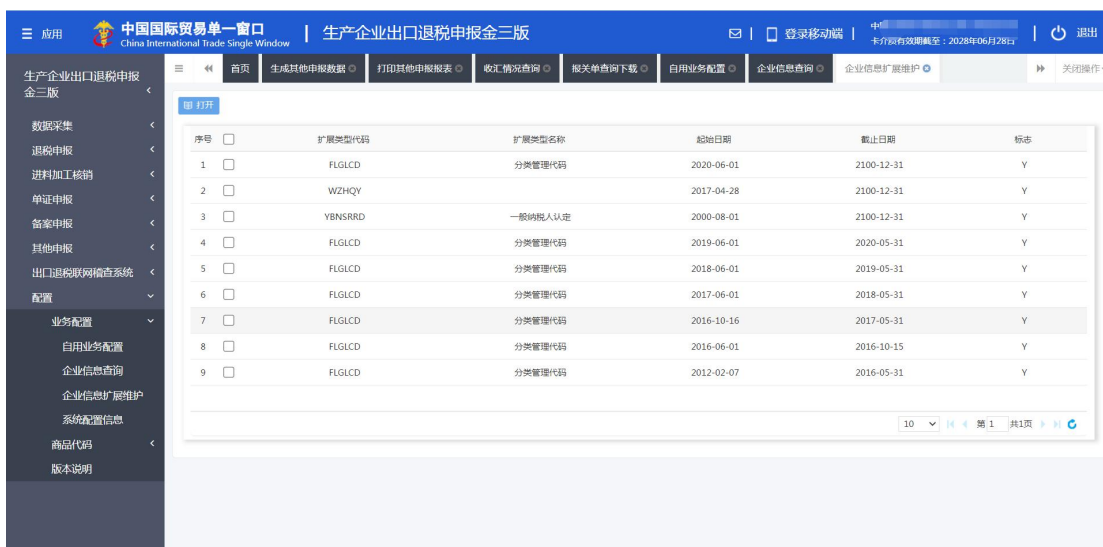 应用 中国国际贸易单一窗口 China International Trade Single Window 生产企业出口退税申报金三版 登录移动端 退出
卡介质有效期截至：2028年06月28日
生产企业出口退税申报金三版
首页 生成其他申报数据 打印其他申报报表 收汇情况查询 报关单查询下载 自用业务配置 企业信息查询 企业信息扩展维护 关闭操作
打开
数据采集
退税申报
进料加工核销
单证申报
备案申报
其他申报
出口退税联网稽查系统
配置
业务配置
自用业务配置
企业信息查询
企业信息扩展维护
系统配置信息
商品代码
版本说明
序号 扩展类型代码 扩展类型名称 起始日期 截止日期 标志
1 FLGLCD 分类管理代码 2020-06-01 2100-12-31 Y
2 WZHQY 2017-04-28 2100-12-31 Y
3 YBNSRRD 一般纳税人认定 2000-08-01 2100-12-31 Y
4 FLGLCD 分类管理代码 2019-06-01 2020-05-31 Y
5 FLGLCD 分类管理代码 2018-06-01 2019-05-31 Y
6 FLGLCD 分类管理代码 2017-06-01 2018-05-31 Y
7 FLGLCD 分类管理代码 2016-10-16 2017-05-31 Y
8 FLGLCD 分类管理代码 2016-06-01 2016-10-15 Y
9 FLGLCD 分类管理代码 2012-02-07 2016-05-31 Y
10 第 1 共1页